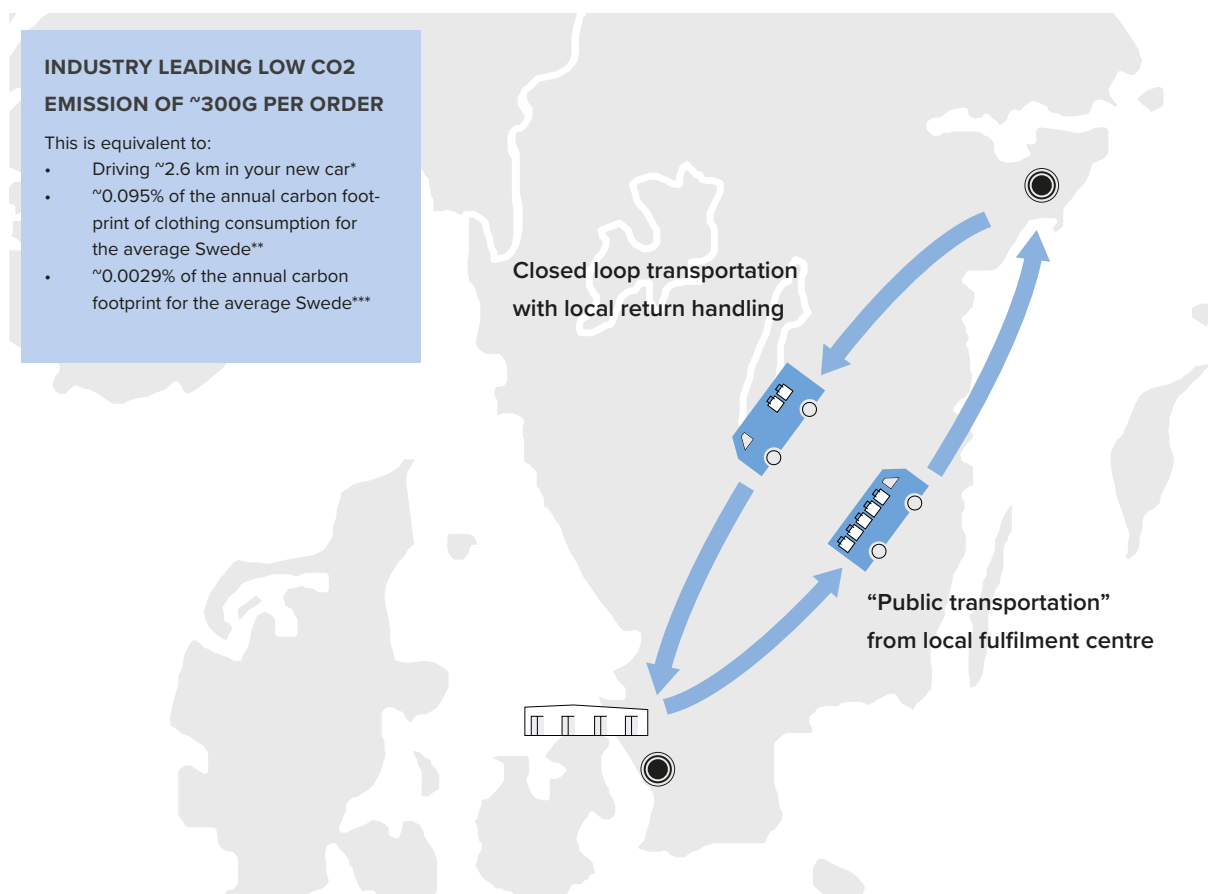 INDUSTRY LEADING LOW CO2
EMISSION OF ~300G PER ORDER
This is equivalent to:
• Driving ~2.6 km in your new car*
• ~0.095% of the annual carbon foot-
print of clothing consumption for
the average Swede**
• ~0.0029% of the annual carbon
footprint for the average Swede***
Closed loop transportation
with local return handling
“Public transportation”
from local fulfilment centre